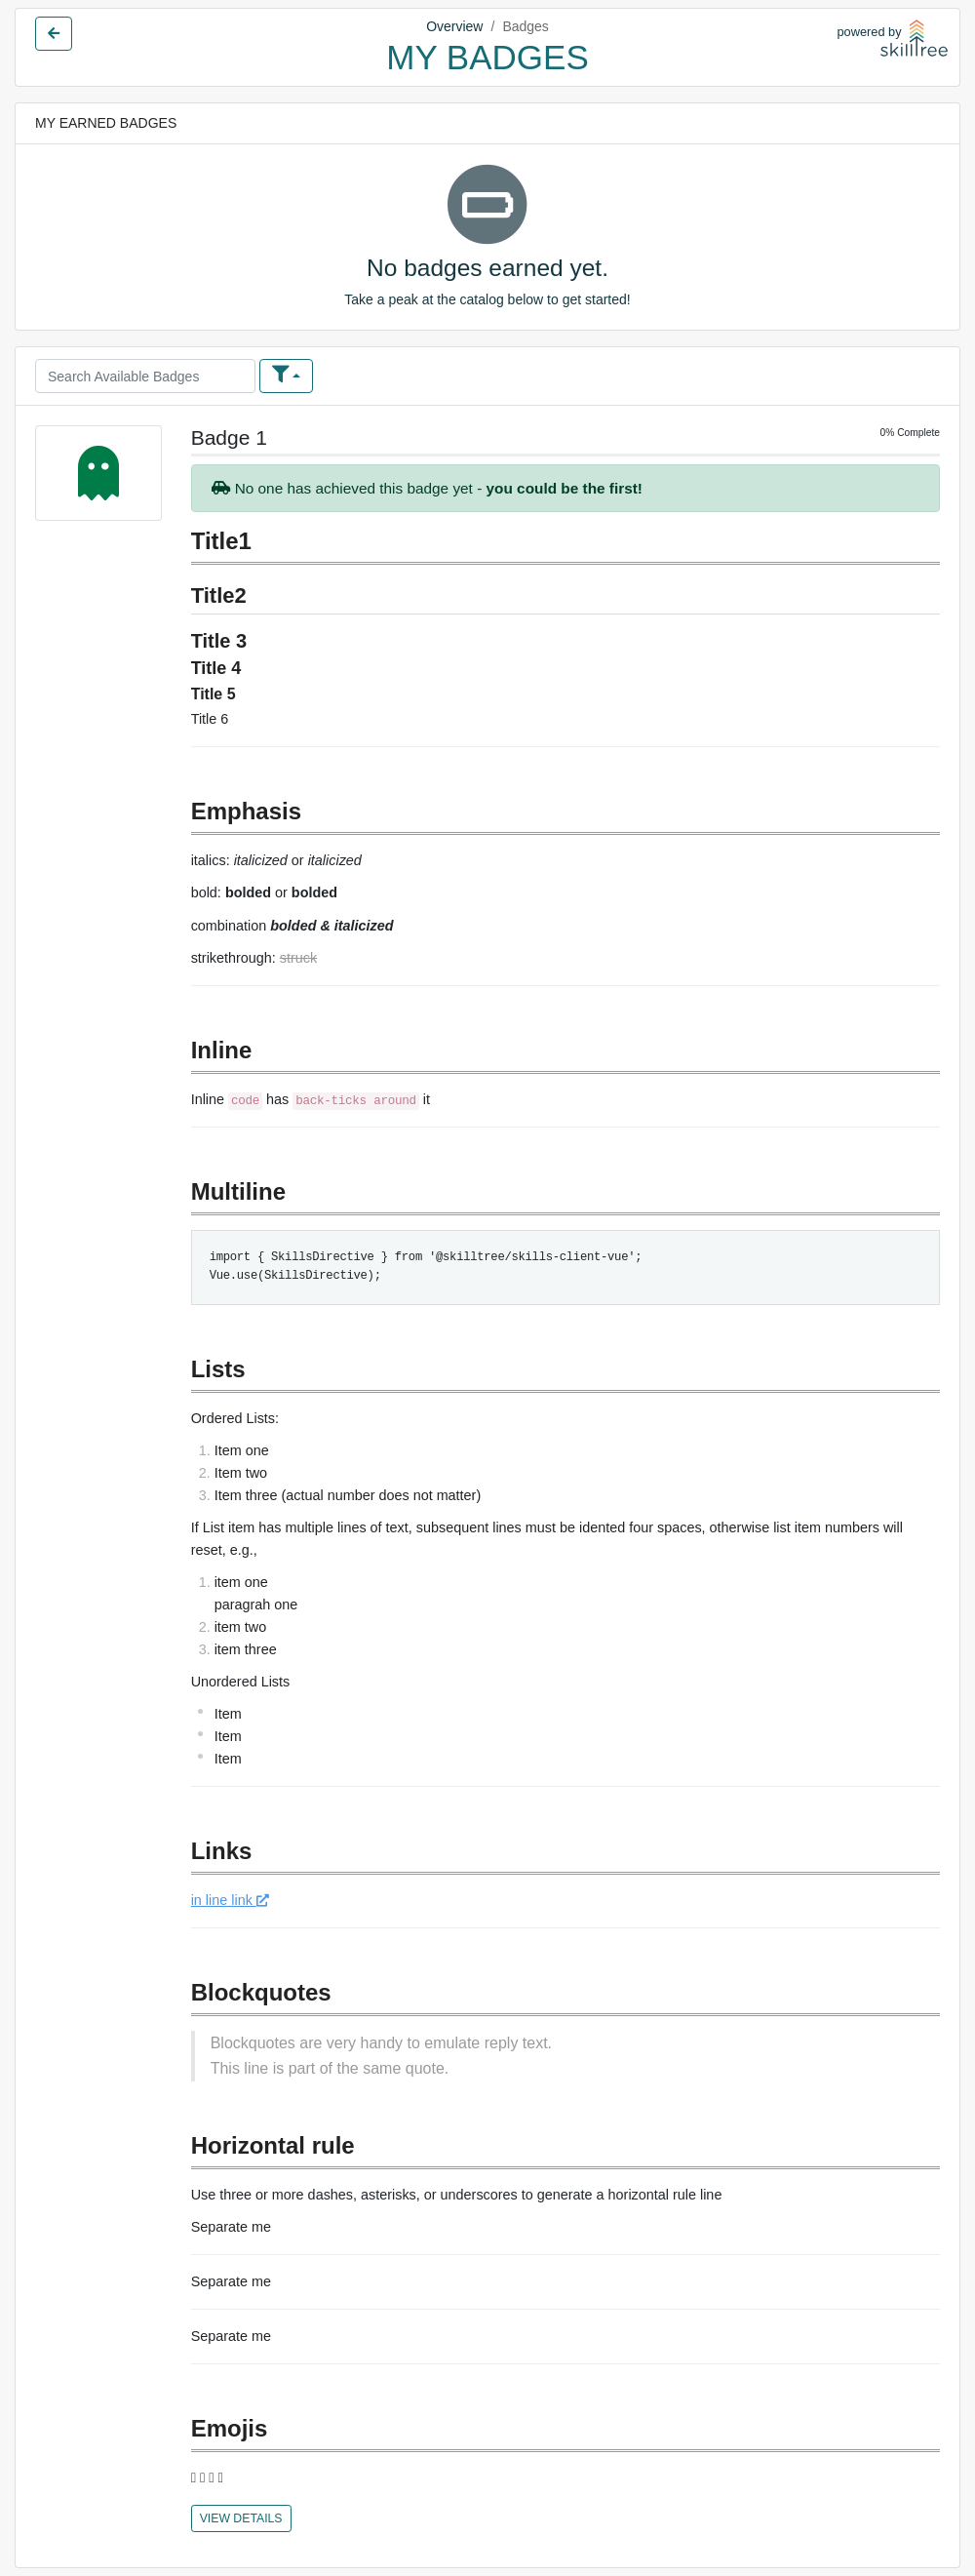 Overview / Badges
MY BADGES
powered by
skilltree
MY EARNED BADGES
No badges earned yet.
Take a peak at the catalog below to get started!
Search Available Badges
Badge 1
0% Complete
No one has achieved this badge yet - you could be the first!
Title1
Title2
Title 3
Title 4
Title 5
Title 6
Emphasis
italics: italicized or italicized
bold: bolded or bolded
combination bolded & italicized
strikethrough: struck
Inline
Inline code has back-ticks around it
Multiline
import { SkillsDirective } from '@skilltree/skills-client-vue';
Vue.use(SkillsDirective);
Lists
Ordered Lists:
1. Item one
2. Item two
3. Item three (actual number does not matter)
If List item has multiple lines of text, subsequent lines must be idented four spaces, otherwise list item numbers will
reset, e.g.,
1. item one
paragrah one
2. item two
3. item three
Unordered Lists
• Item
• Item
• Item
Links
in line link
Blockquotes
Blockquotes are very handy to emulate reply text.
This line is part of the same quote.
Horizontal rule
Use three or more dashes, asterisks, or underscores to generate a horizontal rule line
Separate me
Separate me
Separate me
Emojis
VIEW DETAILS